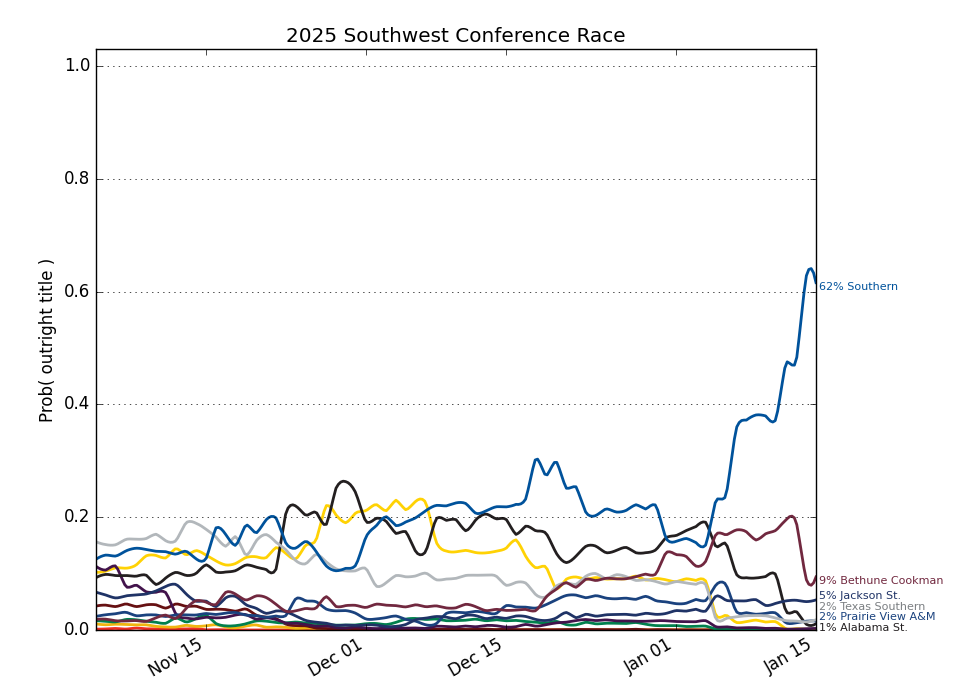 2025 Southwest Conference Race
Prob( outright title )
1.0
0.8
0.6
0.4
0.2
0.0
62% Southern
9% Bethune Cookman
5% Jackson St.
2% Texas Southern
2% Prairie View A&M
1% Alabama St.
Nov 15
Dec 01
Dec 15
Jan 01
Jan 15